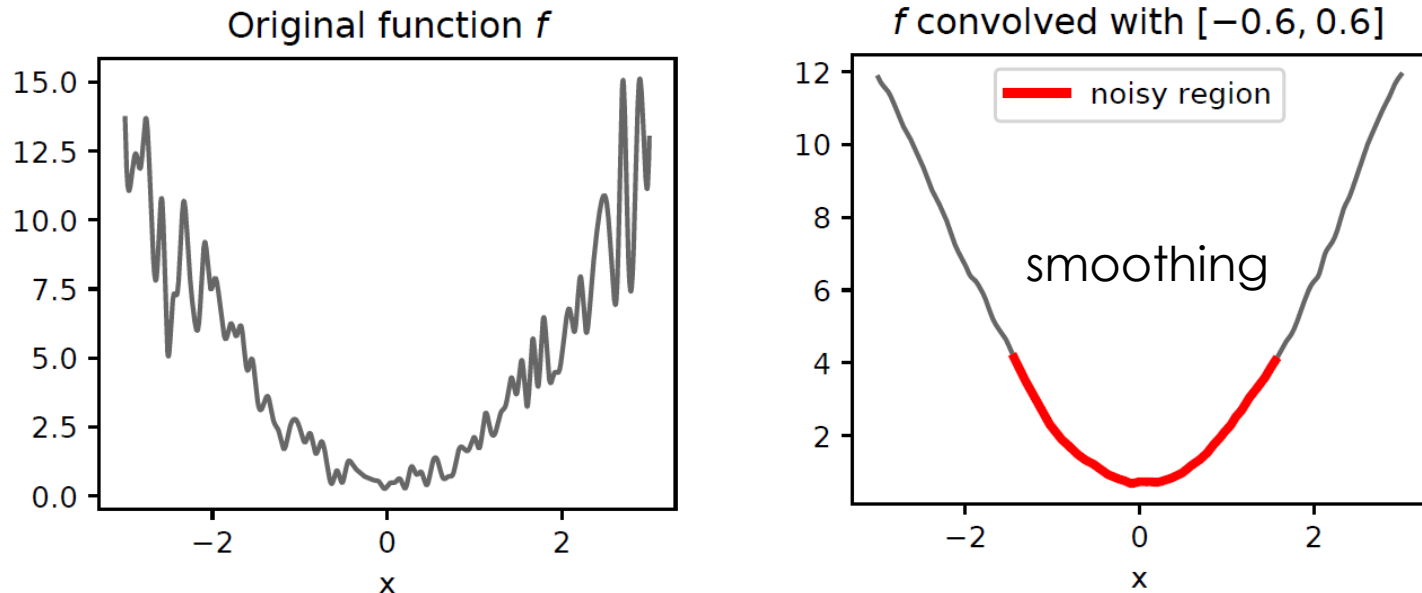 Original function f
15.0
12.5
10.0
7.5
5.0
2.5
0.0
−2 0 2
x
f convolved with [−0.6, 0.6]
noisy region
smoothing
12
10
8
6
4
2
−2 0 2
x